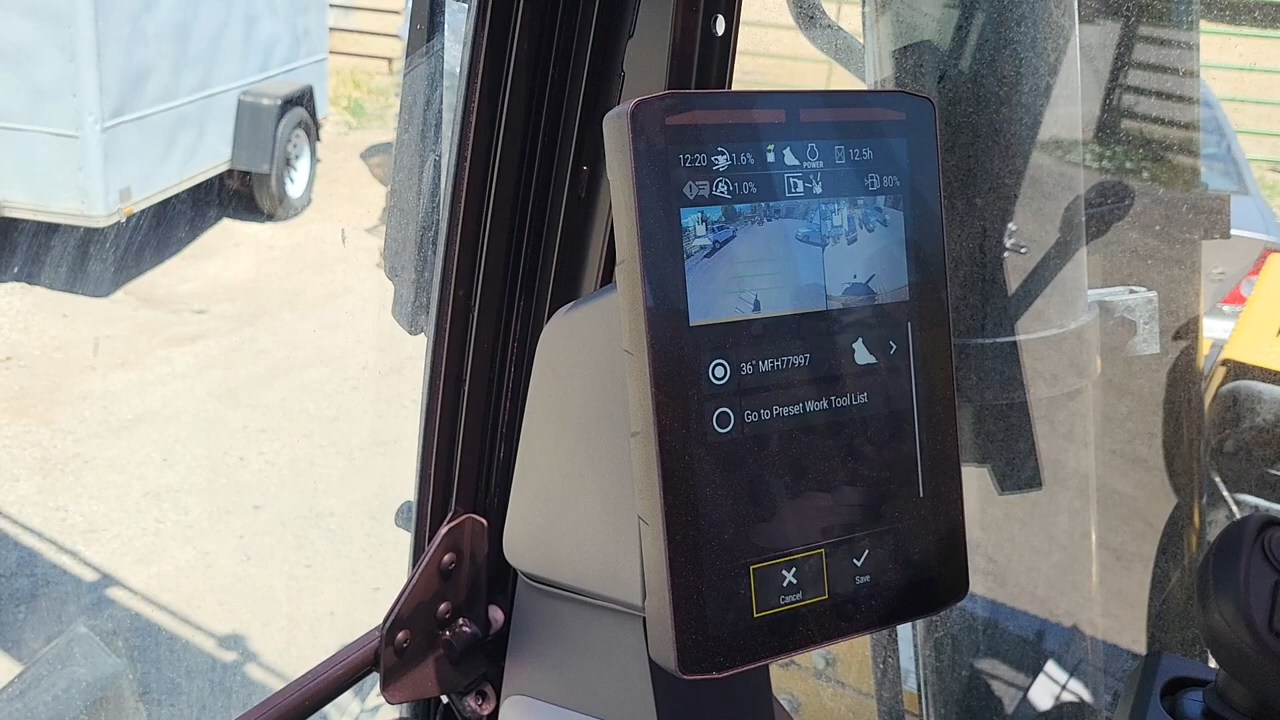 12:20 1.6% POWER 12.5h
1.0% 80%
36" MFH77997
Go to Preset Work Tool List
Cancel Save